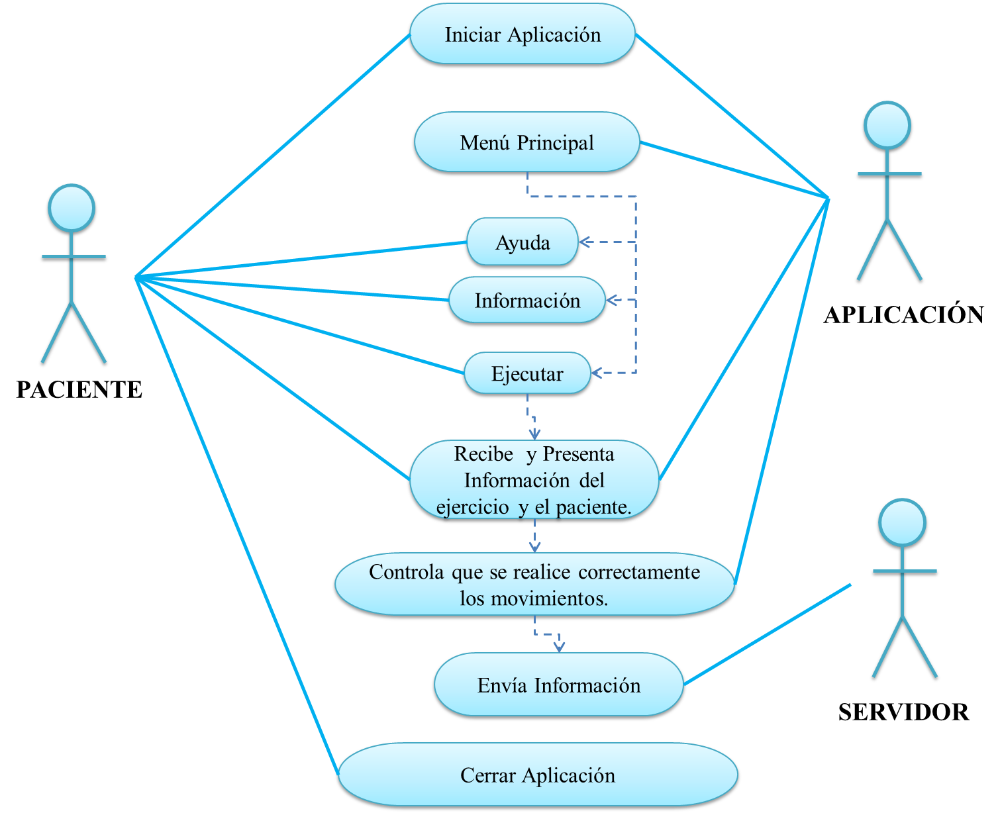 Iniciar Aplicación
Menú Principal
Ayuda
Información
APLICACIÓN
Ejecutar
PACIENTE
Recibe y Presenta
Información del
ejercicio y el paciente.
Controla que se realice correctamente
los movimientos.
Envía Información
SERVIDOR
Cerrar Aplicación